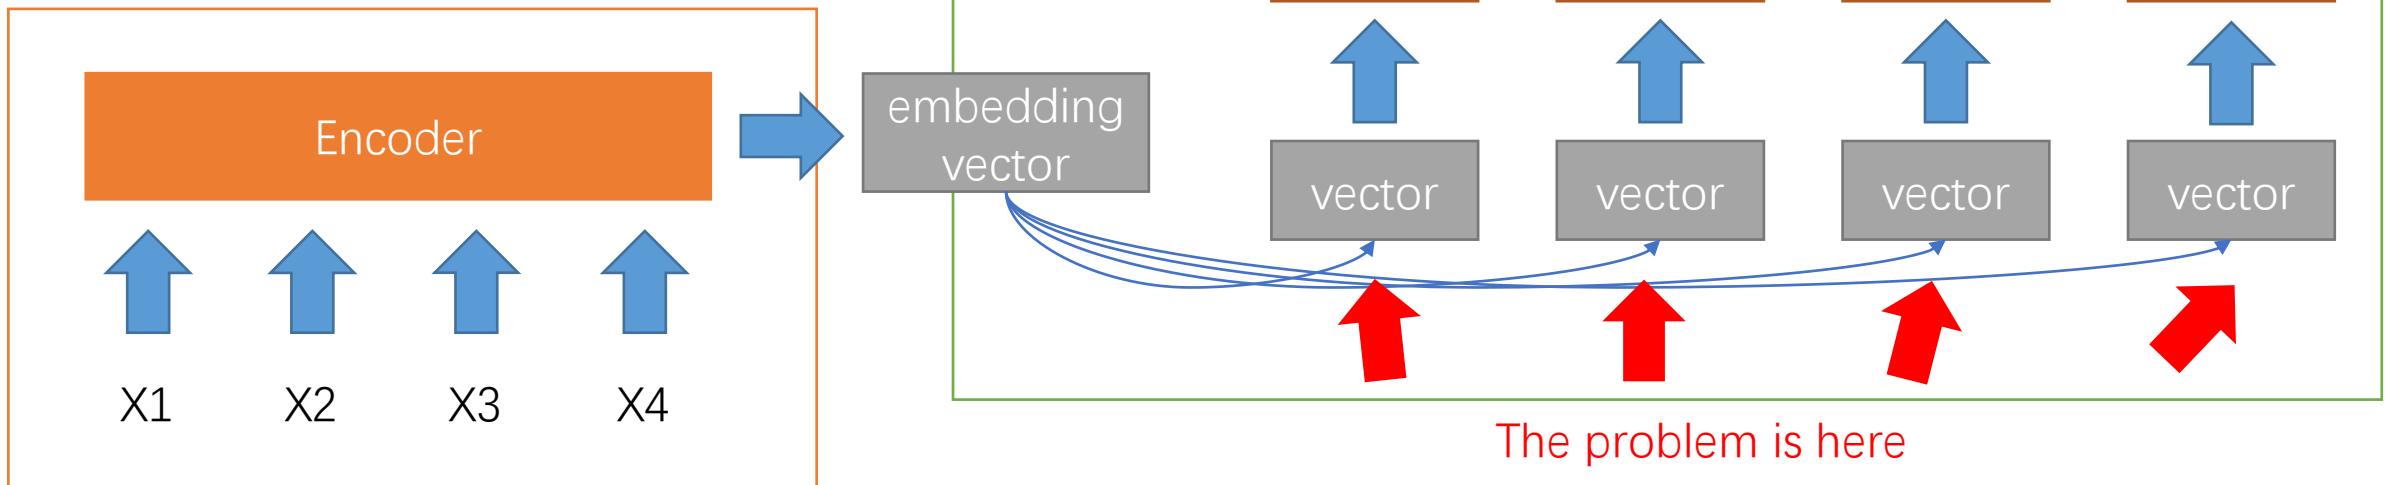 Encoder
embedding
vector
vector
vector
vector
vector
X1
X2
X3
X4
The problem is here